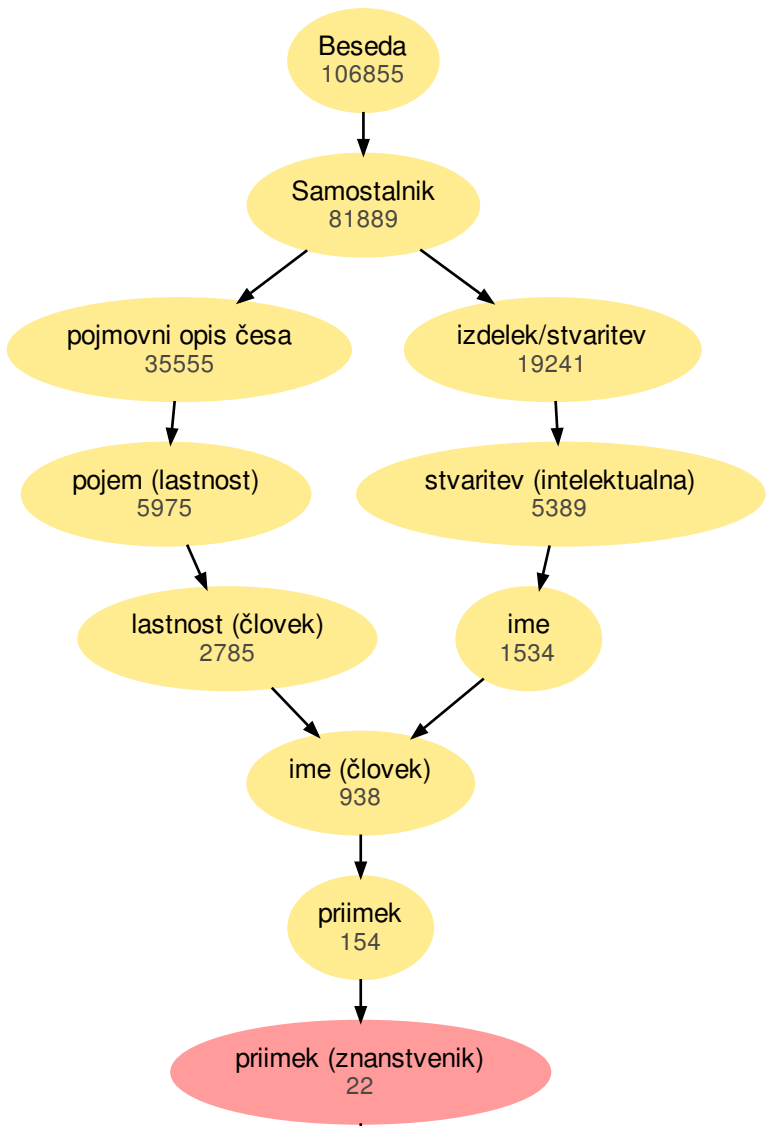 Beseda
106855
Samostalnik
81889
pojmovni opis česa
35555
izdelek/stvaritev
19241
pojem (lastnost)
5975
stvaritev (intelektualna)
5389
lastnost (človek)
2785
ime
1534
ime (človek)
938
priimek
154
priimek (znanstvenik)
22